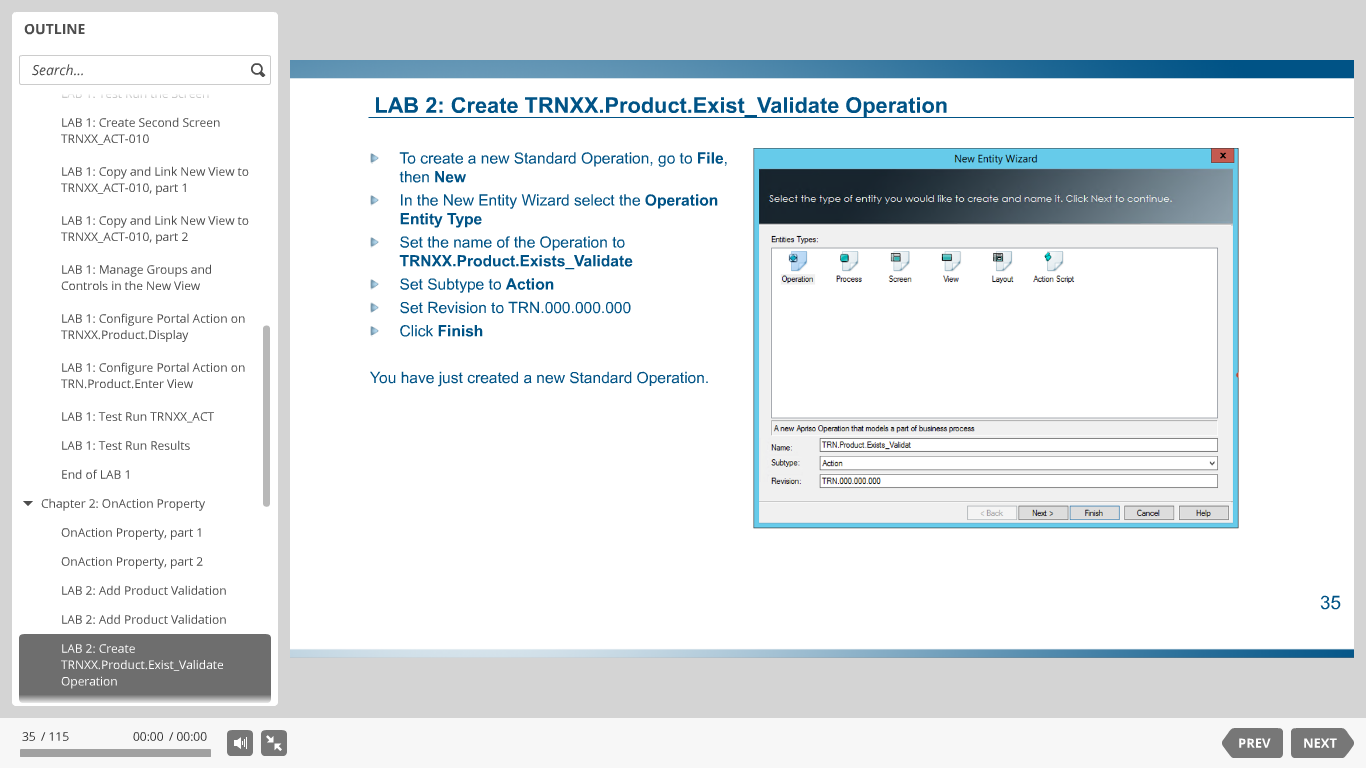 OUTLINE
Search...
LAB 1: Test Run the Screen
LAB 1: Create Second Screen
TRNXX_ACT-010
LAB 1: Copy and Link New View to
TRNXX_ACT-010, part 1
LAB 1: Copy and Link New View to
TRNXX_ACT-010, part 2
LAB 1: Manage Groups and
Controls in the New View
LAB 1: Configure Portal Action on
TRNXX.Product.Display
LAB 1: Configure Portal Action on
TRN.Product.Enter View
LAB 1: Test Run TRNXX_ACT
LAB 1: Test Run Results
End of LAB 1
Chapter 2: OnAction Property
OnAction Property, part 1
OnAction Property, part 2
LAB 2: Add Product Validation
LAB 2: Add Product Validation
LAB 2: Create
TRNXX.Product.Exist_Validate
Operation
LAB 2: Create TRNXX.Product.Exist_Validate Operation
To create a new Standard Operation, go to File,
then New
In the New Entity Wizard select the Operation
Entity Type
Set the name of the Operation to
TRNXX.Product.Exists_Validate
Set Subtype to Action
Set Revision to TRN.000.000.000
Click Finish
You have just created a new Standard Operation.
New Entity Wizard
x
Select the type of entity you would like to create and name it. Click Next to continue.
Entities Types:
Operation Process Screen View Layout Action Script
A new Apriso Operation that models a part of business process
Name: TRN.Product.Exists_Validat
Subtype: Action
Revision: TRN.000.000.000
< Back Next > Finish Cancel Help
35
35 / 115 00:00 / 00:00
PREV NEXT